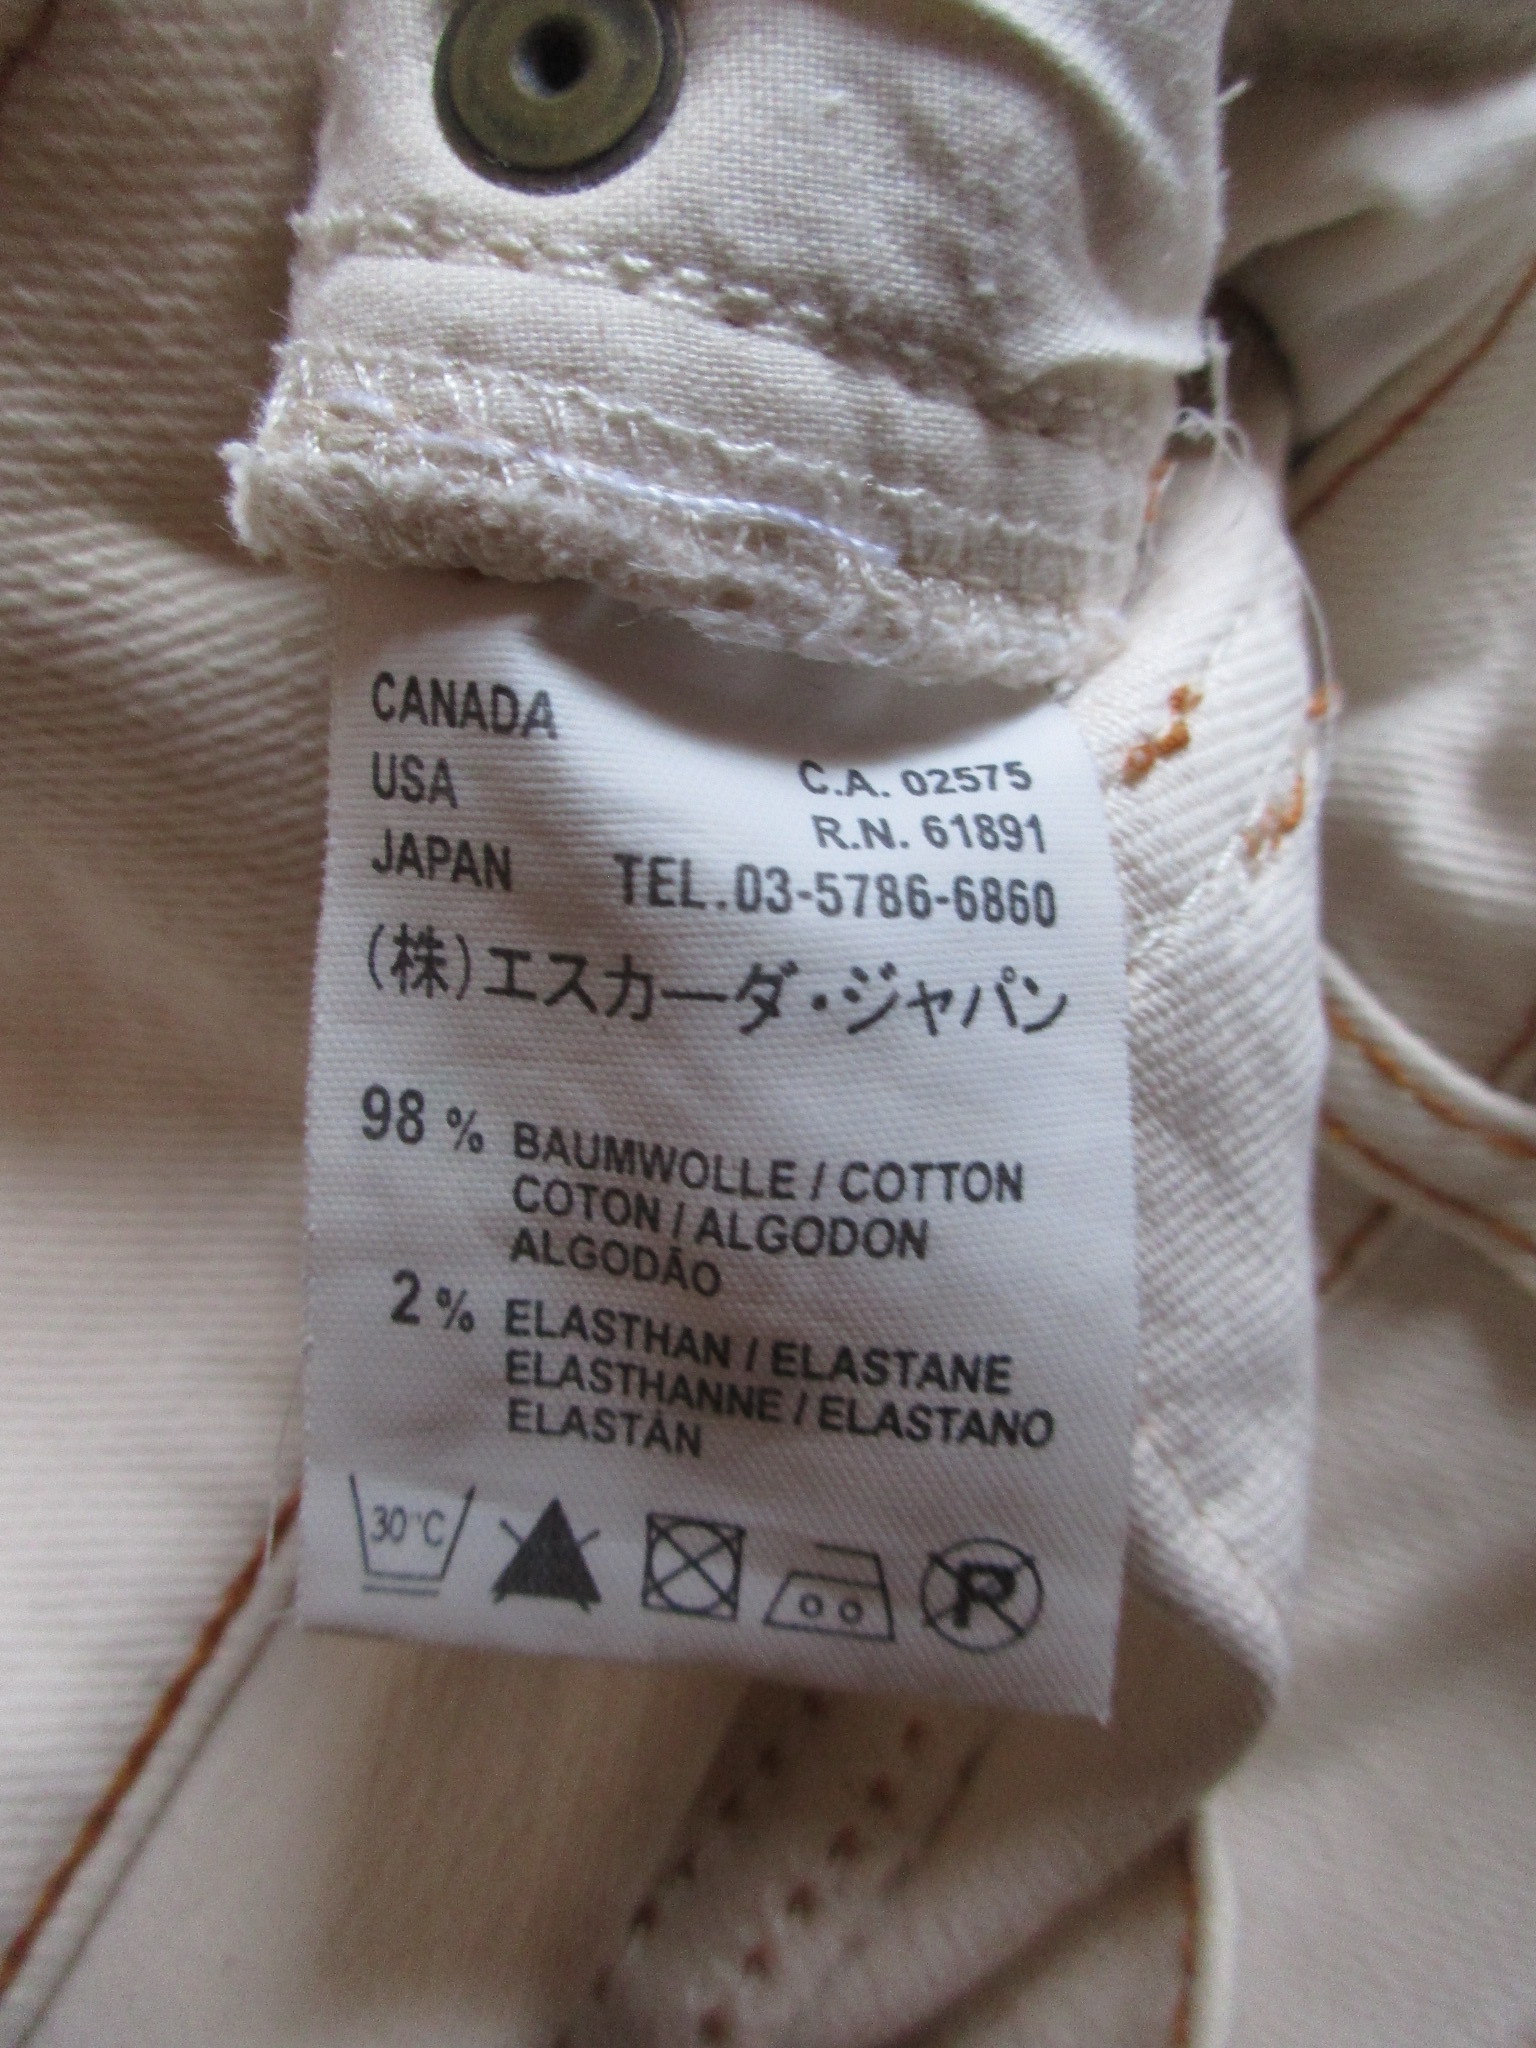 CANADA
USA C.A. 02575
R.N. 61891
JAPAN TEL.03-5786-6860
(株)エスカーダ・ジャパン
98 % BAUMWOLLE / COTTON
COTON / ALGODON
ALGODÃO
2 % ELASTHAN / ELASTANE
ELASTHANNE / ELASTANO
ELASTÁN
30°C
P